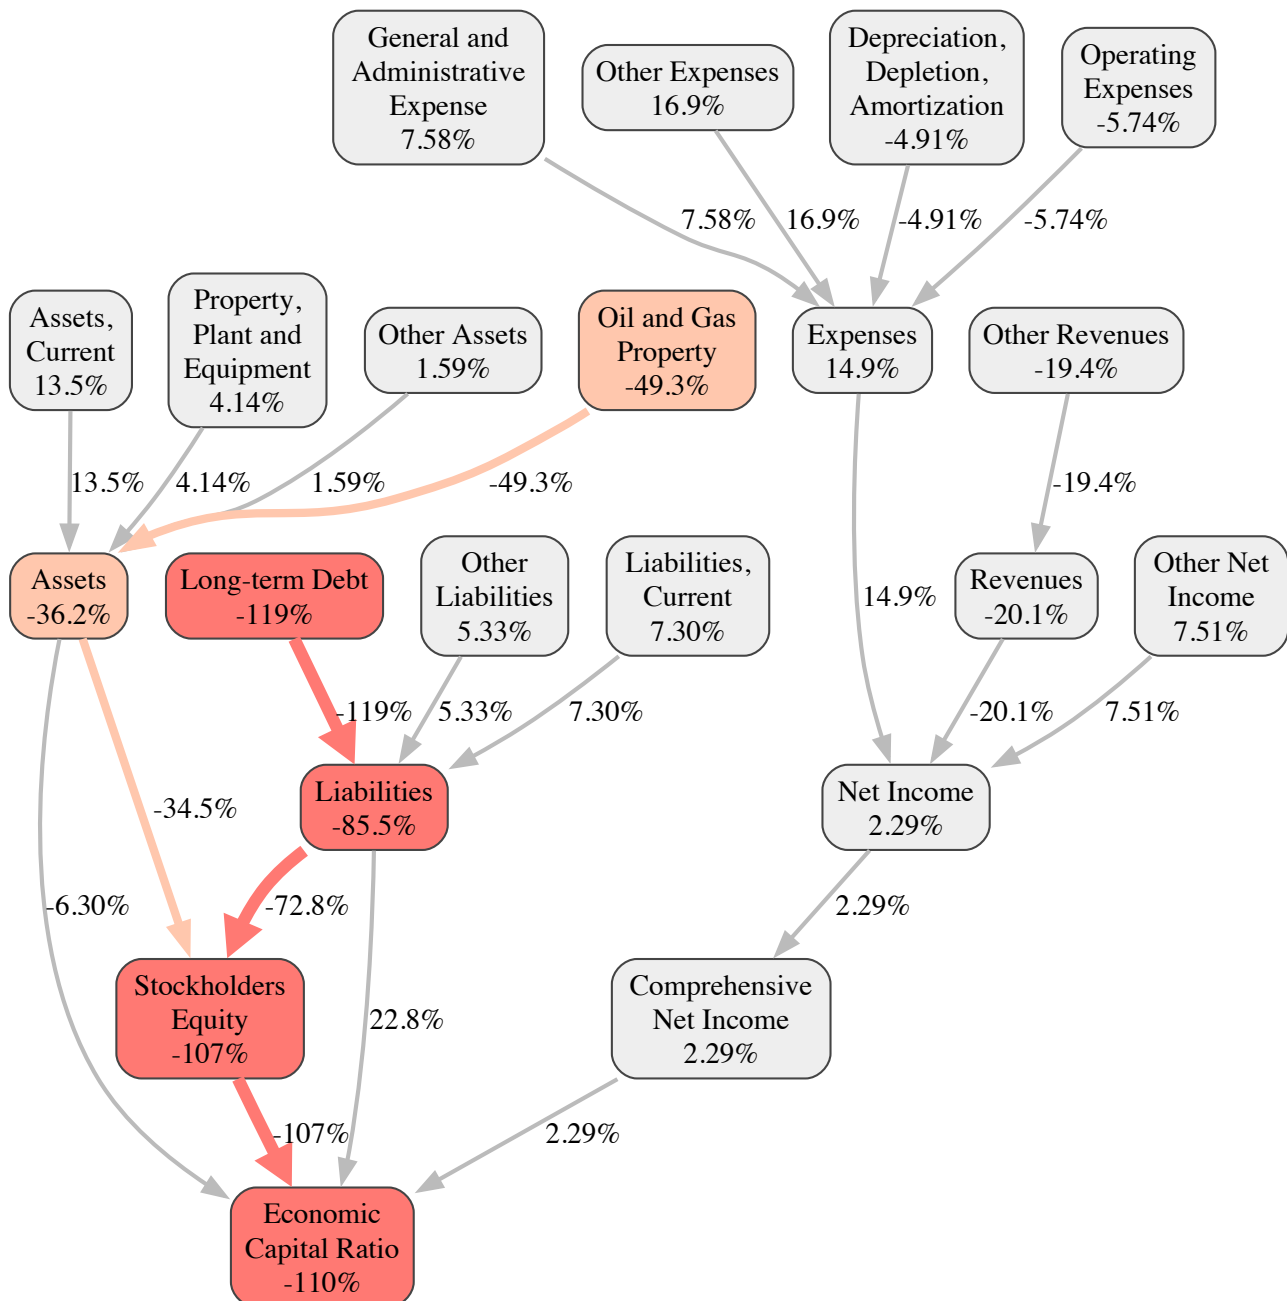 General and
Administrative
Expense
7.58%
Other Expenses
16.9%
Depreciation,
Depletion,
Amortization
-4.91%
Operating
Expenses
-5.74%
7.58%
16.9%
-4.91%
-5.74%
Assets,
Current
13.5%
Property,
Plant and
Equipment
4.14%
Other Assets
1.59%
Oil and Gas
Property
-49.3%
Expenses
14.9%
Other Revenues
-19.4%
13.5%
4.14%
1.59%
-49.3%
-19.4%
Assets
-36.2%
Long-term Debt
-119%
Other
Liabilities
5.33%
Liabilities,
Current
7.30%
14.9%
Revenues
-20.1%
Other Net
Income
7.51%
-119%
5.33%
7.30%
-20.1%
7.51%
-34.5%
Liabilities
-85.5%
Net Income
2.29%
-6.30%
-72.8%
2.29%
Stockholders
Equity
-107%
22.8%
Comprehensive
Net Income
2.29%
-107%
2.29%
Economic
Capital Ratio
-110%